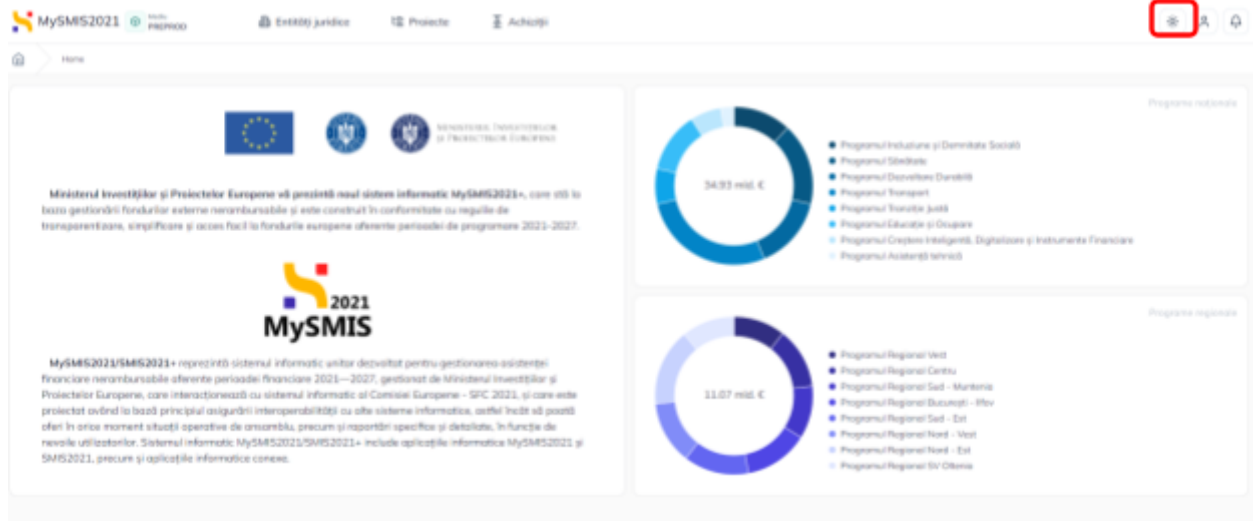 MySMIS2021 Mediu PREPROD Entități juridice Proiecte Achiziții
Home
MINISTERUL INVESTIȚIILOR
ȘI PROIECTELOR EUROPENE
Ministerul Investițiilor și Proiectelor Europene vă prezintă noul sistem informatic MySMIS2021+, care stă la
baza gestionării fondurilor externe nerambursabile și este construit în conformitate cu regulile de
transparentizare, simplificare și acces facil la fondurile europene aferente perioadei de programare 2021-2027.
2021
MySMIS
MySMIS2021/SMIS2021+ reprezintă sistemul informatic unitar dezvoltat pentru gestionarea asistenței
financiare nerambursabile aferente perioadei financiare 2021—2027, gestionat de Ministerul Investițiilor și
Proiectelor Europene, care interacționează cu sistemul informatic al Comisiei Europene - SFC 2021, și care este
proiectat având la bază principiul asigurării interoperabilității cu alte sisteme informatice, astfel încât să poată
oferi în orice moment situații operative de ansamblu, precum și raportări specifice și detaliate, în funcție de
nevoile utilizatorilor. Sistemul informatic MySMIS2021/SMIS2021+ include aplicațiile informatice MySMIS2021 și
SMIS2021, precum și aplicațiile informatice conexe.
Programe naționale
34.93 mld. €
Programul Incluziune și Demnitate Socială
Programul Sănătate
Programul Dezvoltare Durabilă
Programul Transport
Programul Tranziție Justă
Programul Educație și Ocupare
Programul Creștere Inteligentă, Digitalizare și Instrumente Financiare
Programul Asistență tehnică
Programe regionale
11.07 mld. €
Programul Regional Vest
Programul Regional Centru
Programul Regional Sud - Muntenia
Programul Regional București - Ilfov
Programul Regional Sud - Est
Programul Regional Nord - Vest
Programul Regional Nord - Est
Programul Regional SV Oltenia